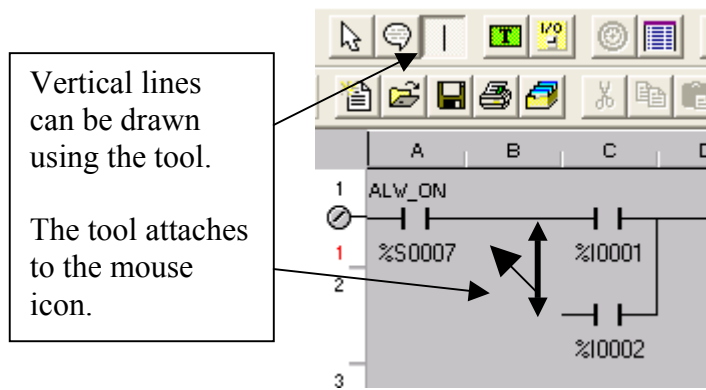 Vertical lines
can be drawn
using the tool.
The tool attaches
to the mouse
icon.
T I/O
A B C D
1 ALW_ON
1 %S0007 %I0001
2
%I0002
3